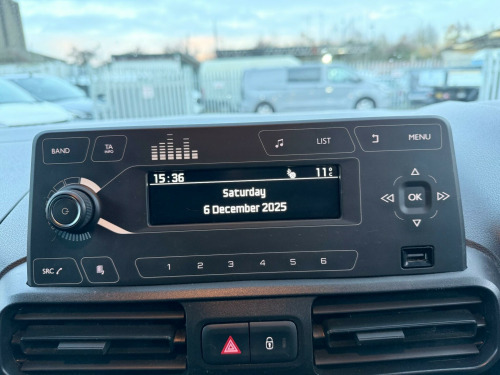 BAND
TA
INFO
LIST
MENU
15:36
11°C
Saturday
6 December 2025
OK
SRC
1 2 3 4 5 6